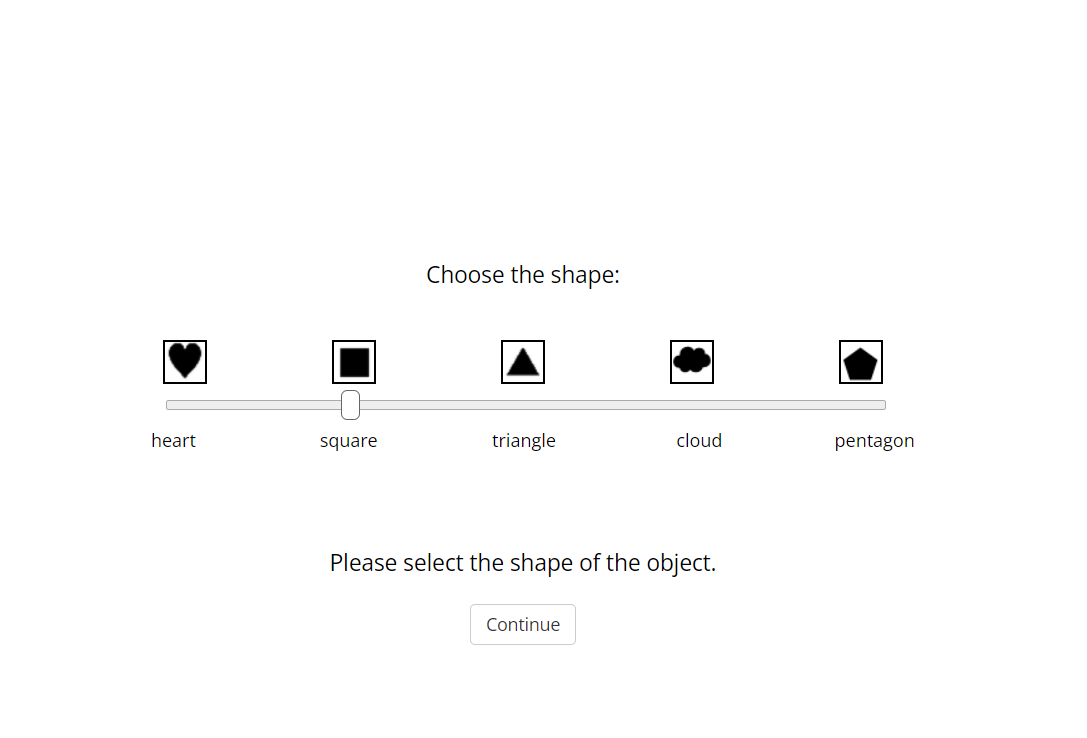 Choose the shape:
heart square triangle cloud pentagon
Please select the shape of the object.
Continue